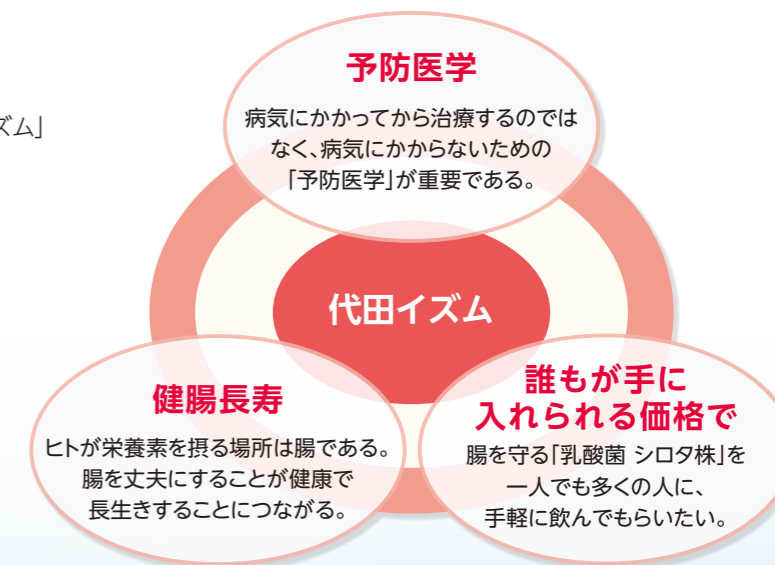 予防医学
病気にかかってから治療するのでは
なく、病気にかからないための
「予防医学」が重要である。
ズム」
代田イズム
健腸長寿
ヒトが栄養素を摂る場所は腸である。
腸を丈夫にすることが健康で
長生きすることにつながる。
誰もが手に
入れられる価格で
腸を守る「乳酸菌 シロタ株」を
一人でも多くの人に、
手軽に飲んでもらいたい。